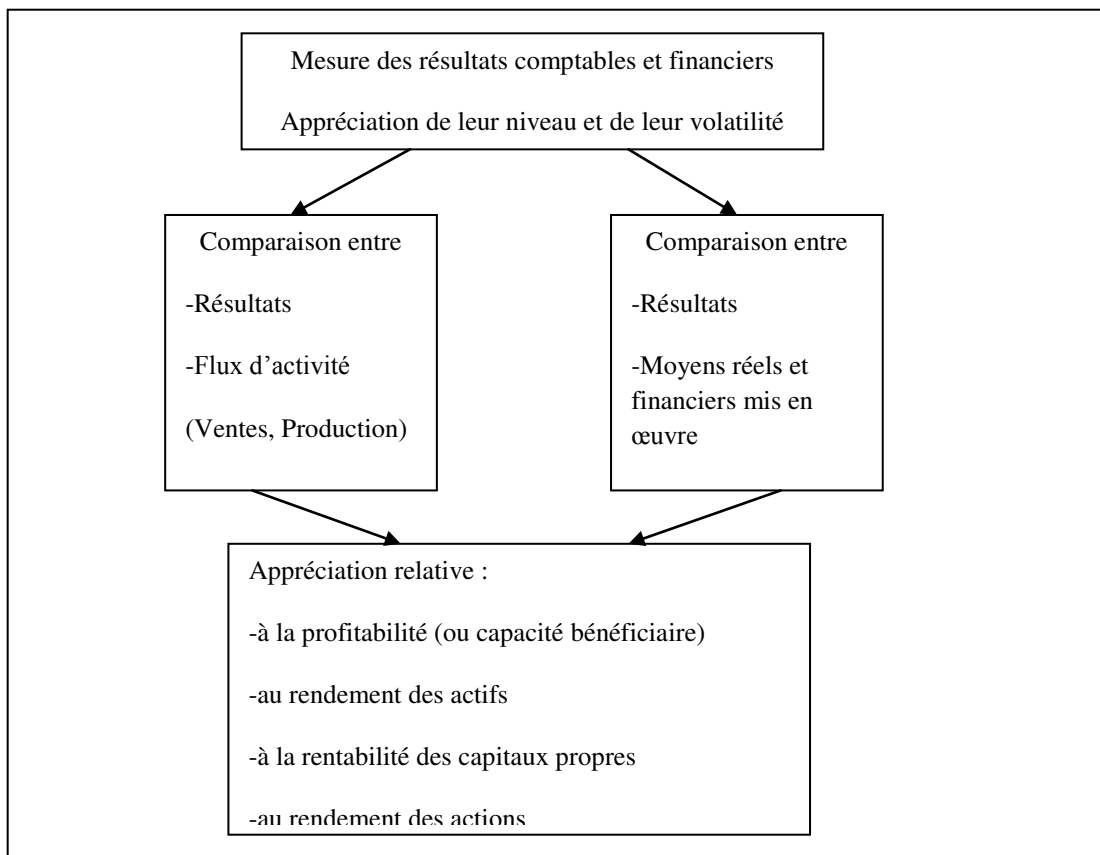 Mesure des résultats comptables et financiers
Appréciation de leur niveau et de leur volatilité
Comparaison entre
-Résultats
-Flux d’activité
(Ventes, Production)
Comparaison entre
-Résultats
-Moyens réels et
financiers mis en
œuvre
Appréciation relative :
-à la profitabilité (ou capacité bénéficiaire)
-au rendement des actifs
-à la rentabilité des capitaux propres
-au rendement des actions